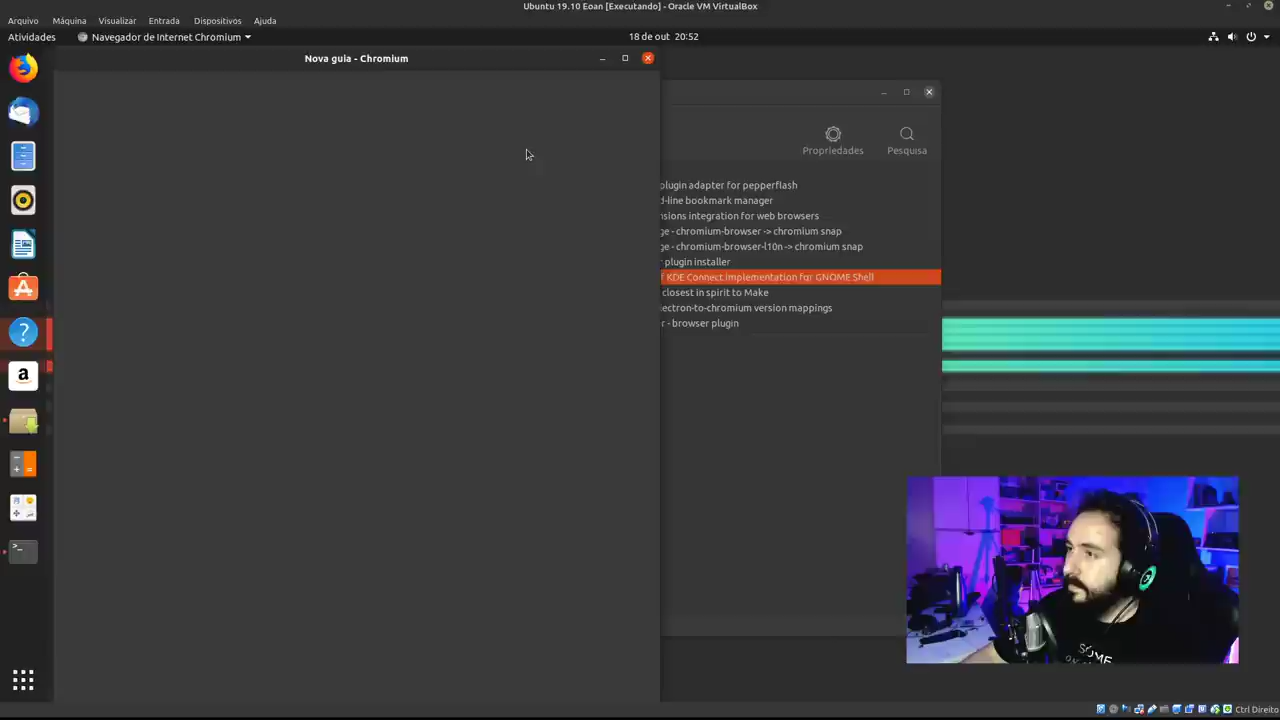 Ubuntu 19.10 Eoan [Executando] - Oracle VM VirtualBox
Arquivo Máquina Visualizar Entrada Dispositivos Ajuda
Atividades Navegador de Internet Chromium 18 de out 20:52
Nova guia - Chromium
Propriedades Pesquisa
plugin adapter for pepperflash
d-line bookmark manager
nsions integration for web browsers
ge - chromium-browser -> chromium snap
ge - chromium-browser-l10n -> chromium snap
r plugin installer
f KDE Connect implementation for GNOME Shell
closest in spirit to Make
lectron-to-chromium version mappings
r - browser plugin
SOME
Ctrl Direito